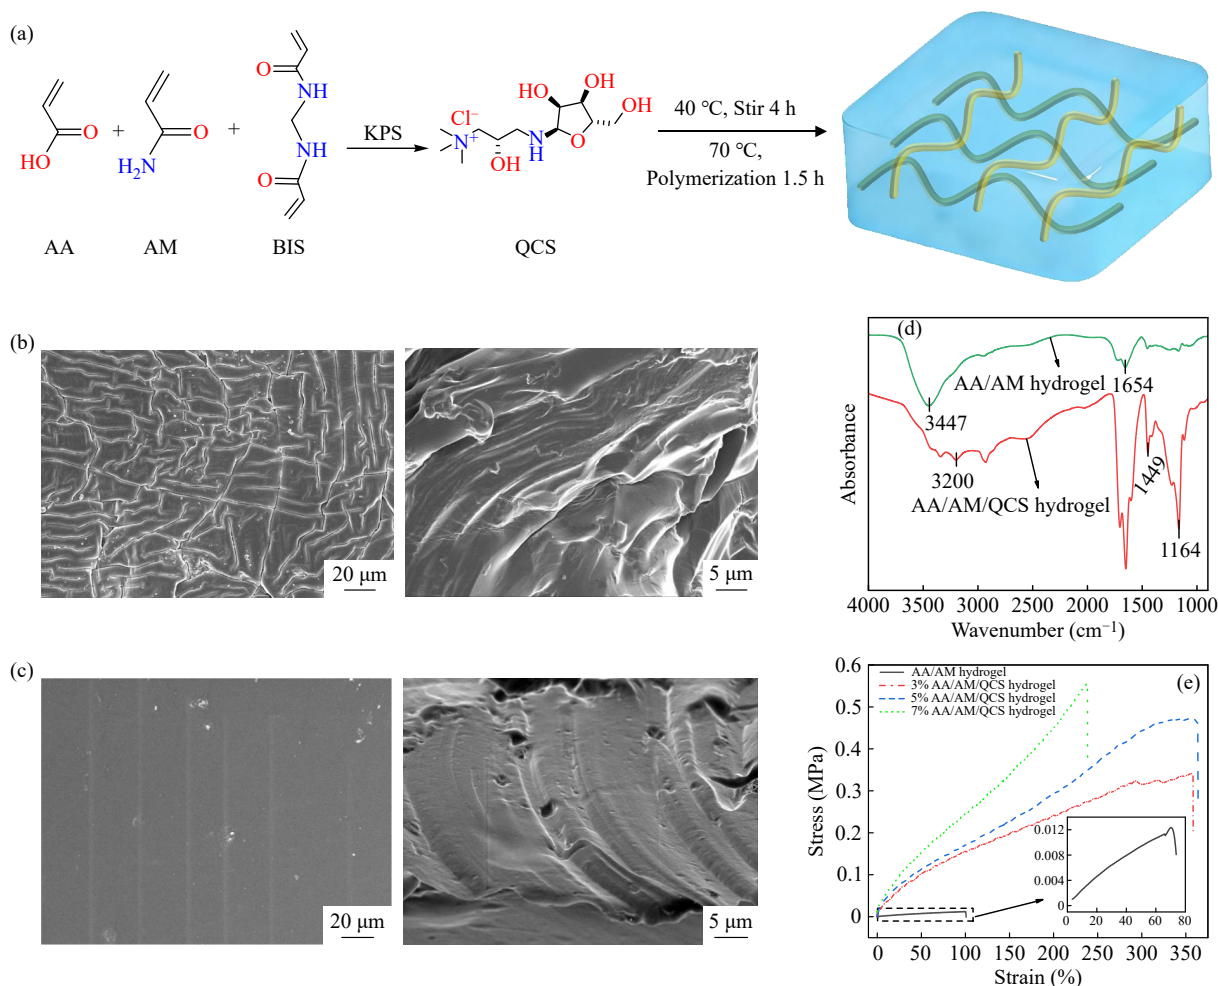 (a)
O
HO
+
O
H2N
+
O
NH
NH
O
KPS
Cl−
N+
OH
N
H
HO
OH
O
OH
40 °C, Stir 4 h
70 °C,
Polymerization 1.5 h
AA
AM
BIS
QCS
(b)
20 μm
5 μm
(d)
AA/AM hydrogel
1654
3447
3200
1449
AA/AM/QCS hydrogel
1164
Absorbance
4000 3500 3000 2500 2000 1500 1000
Wavenumber (cm−1)
(c)
20 μm
5 μm
(e)
AA/AM hydrogel
3% AA/AM/QCS hydrogel
5% AA/AM/QCS hydrogel
7% AA/AM/QCS hydrogel
0.6
0.5
0.4
0.3
0.2
0.1
0
Stress (MPa)
0.012
0.008
0.004
0 20 40 60 80
0 50 100 150 200 250 300 350
Strain (%)